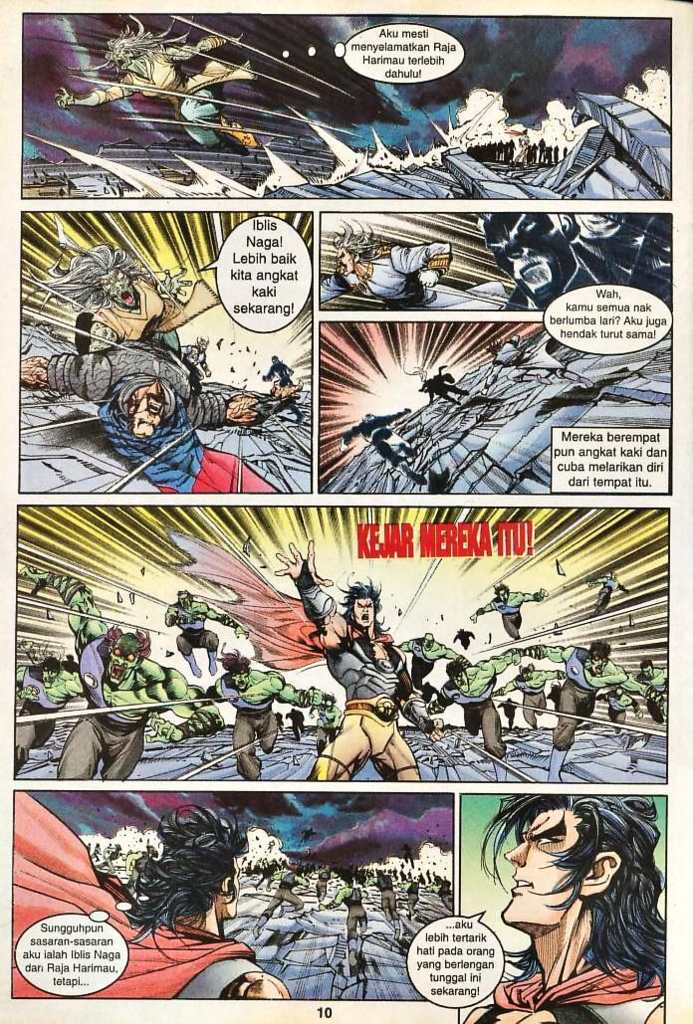 Aku mesti
menyelamatkan Raja
Harimau terlebih
dahulu!
Iblis
Naga!
Lebih baik
kita angkat
kaki
sekarang!
Wah,
kamu semua nak
berlumba lari? Aku juga
hendak turut sama!
Mereka berempat
pun angkat kaki dan
cuba melarikan diri
dari tempat itu.
KEJAR MEREKA ITU!
Sungguhpun
sasaran-sasaran
aku ialah Iblis Naga
dan Raja Harimau,
tetapi...
...aku
lebih tertarik
hati pada orang
yang berlengan
tunggal ini
sekarang!
10